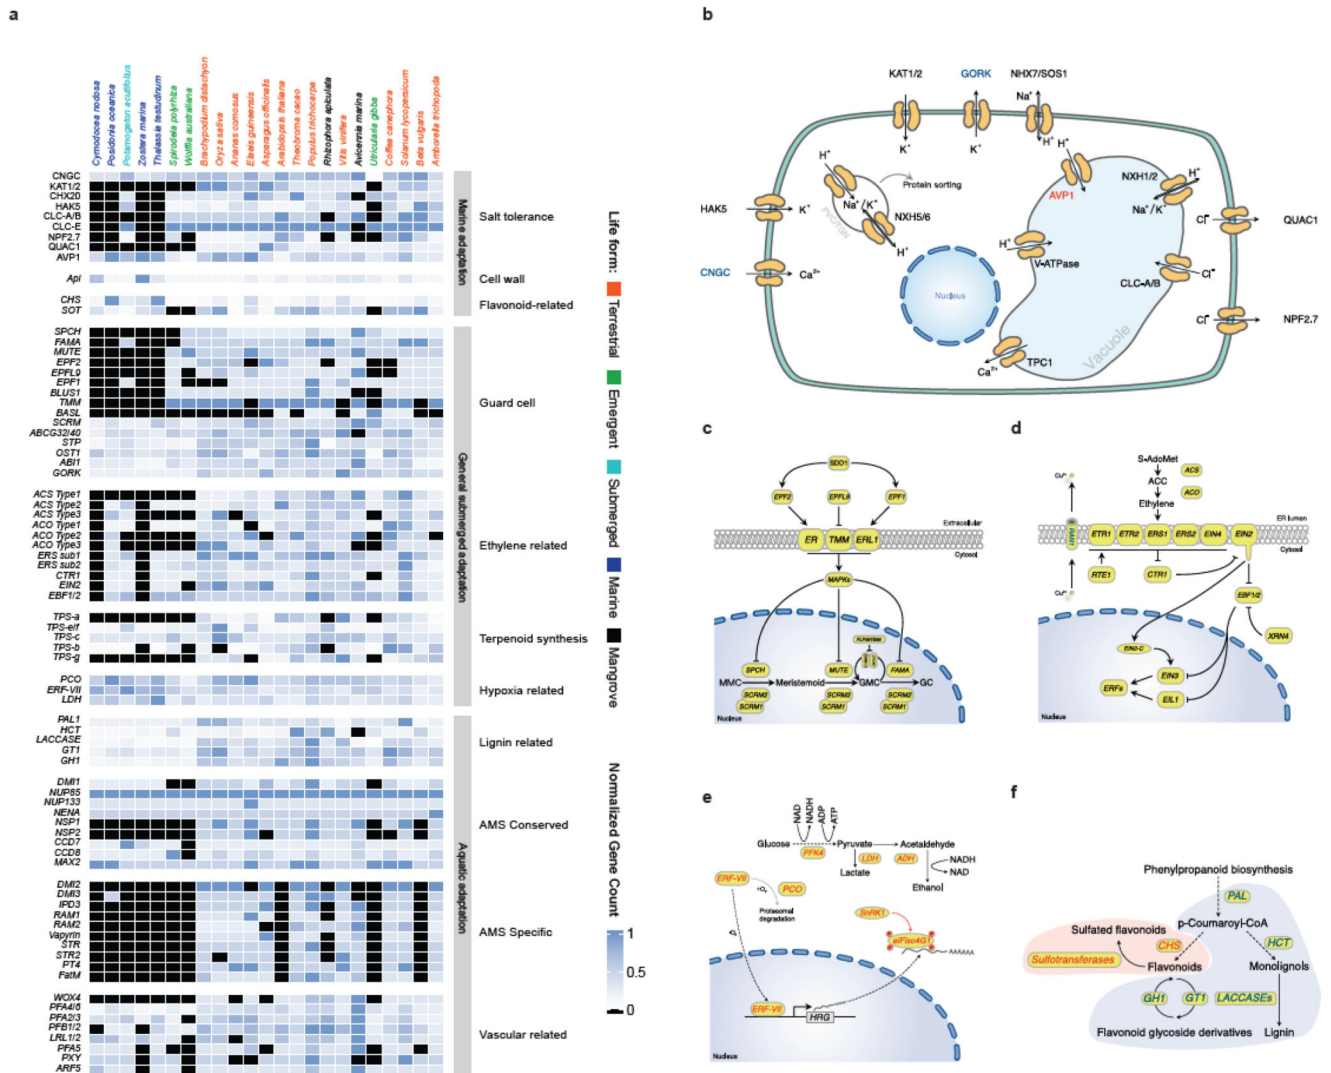 a
Cymodocea nodosa
Posidonia oceanica
Potamogeton acutifolius
Zostera marina
Thalassia testudinum
Spirodela polyrhiza
Wolffia australiana
Brachypodium distachyon
Oryza sativa
Ananas comosus
Elaeis guineensis
Asparagus officinalis
Arabidopsis thaliana
Theobroma cacao
Populus trichocarpa
Rhizophora apiculata
Vitis vinifera
Avicennia marina
Utricularia gibba
Coffea canephora
Solanum lycopersicum
Beta vulgaris
Amborella trichopoda
CNGC
KAT1/2
CHX20
HAK5
CLC-A/B
CLC-E
NPF2.7
QUAC1
AVP1
Salt tolerance
Api
Cell wall
CHS
SOT
Flavonoid-related
Marine adaptation
SPCH
FAMA
MUTE
EPF2
EPFL9
EPF1
BLUS1
TMM
BASL
SCRM
ABCG32/40
STP
OST1
ABI1
GORK
Guard cell
ACS Type1
ACS Type2
ACS Type3
ACO Type1
ACO Type2
ACO Type3
ERS sub1
ERS sub2
CTR1
EIN2
EBF1/2
Ethylene related
TPS-a
TPS-e/f
TPS-c
TPS-b
TPS-g
Terpenoid synthesis
PCO
ERF-VII
LDH
Hypoxia related
General submerged adaptation
PAL1
HCT
LACCASE
GT1
GH1
Lignin related
DMI1
NUP85
NUP133
NENA
NSP1
NSP2
CCD7
CCD8
MAX2
AMS Conserved
DMI2
DMI3
IPD3
RAM1
RAM2
Vapyrin
STR
STR2
PT4
FatM
AMS Specific
WOX4
PFA4/6
PFA2/3
PFB1/2
LRL1/2
PFA5
PXY
ARF5
Vascular related
Aquatic adaptation
Life form:
Terrestrial
Emergent
Submerged
Marine
Mangrove
Normalized Gene Count
1
0.5
0
b
KAT1/2
GORK
NHX7/SOS1
Na⁺
K⁺
K⁺
H⁺
H⁺
H⁺
Protein sorting
Na⁺/K⁺
NXH5/6
PVC/TGN
H⁺
AVP1
NXH1/2
H⁺
Na⁺/K⁺
HAK5
K⁺
CNGC
Ca²⁺
H⁺
V-ATPase
Cl⁻
QUAC1
CLC-A/B
Cl⁻
Cl⁻
NPF2.7
Nucleus
Vacuole
TPC1
Ca²⁺
c
SDD1
EPF2
EPFL9
EPF1
Extracellular
ER
TMM
ERL1
Cytosol
MAPKs
SPCH
MUTE
FAMA
MMC
Meristemoid
GMC
GC
SCRM2
SCRM1
SCRM2
SCRM1
SCRM2
SCRM1
Nucleus
d
S-AdoMet
ACS
ACC
ACO
Ethylene
Cu²⁺
ER lumen
RAN1
ETR1
ETR2
ERS1
ERS2
EIN4
EIN2
Cytosol
RTE1
CTR1
Cu²⁺
EBF1/2
XRN4
EIN2-C
EIN3
ERFs
EIL1
Nucleus
e
NAD
NADH
ADP
ATP
Glucose
Pyruvate
Acetaldehyde
PFK4
LDH
ADH
NADH
NAD
Lactate
Ethanol
ERF-VII
PCO
Proteasomal
degradation
SnRK1
eIFiso4G1
AAAAAA
ERF-VII
HRG
Nucleus
f
Phenylpropanoid biosynthesis
PAL
p-Coumaroyl-CoA
Sulfated flavonoids
CHS
HCT
Sulfotransferases
Flavonoids
Monolignols
GH1
GT1
LACCASEs
Flavonoid glycoside derivatives
Lignin